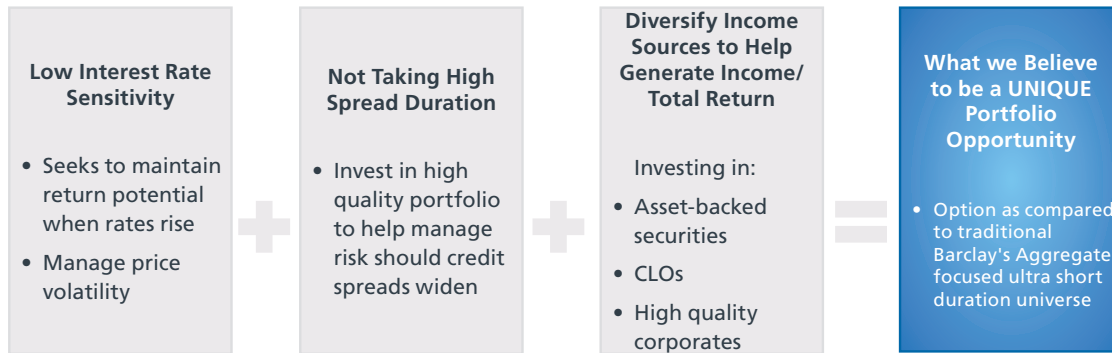 Low Interest Rate
Sensitivity
• Seeks to maintain
return potential
when rates rise
• Manage price
volatility
+
Not Taking High
Spread Duration
• Invest in high
quality portfolio
to help manage
risk should credit
spreads widen
+
Diversify Income
Sources to Help
Generate Income/
Total Return
Investing in:
• Asset-backed
securities
• CLOs
• High quality
corporates
=
What we Believe
to be a UNIQUE
Portfolio
Opportunity
• Option as compared
to traditional
Barclay's Aggregate
focused ultra short
duration universe